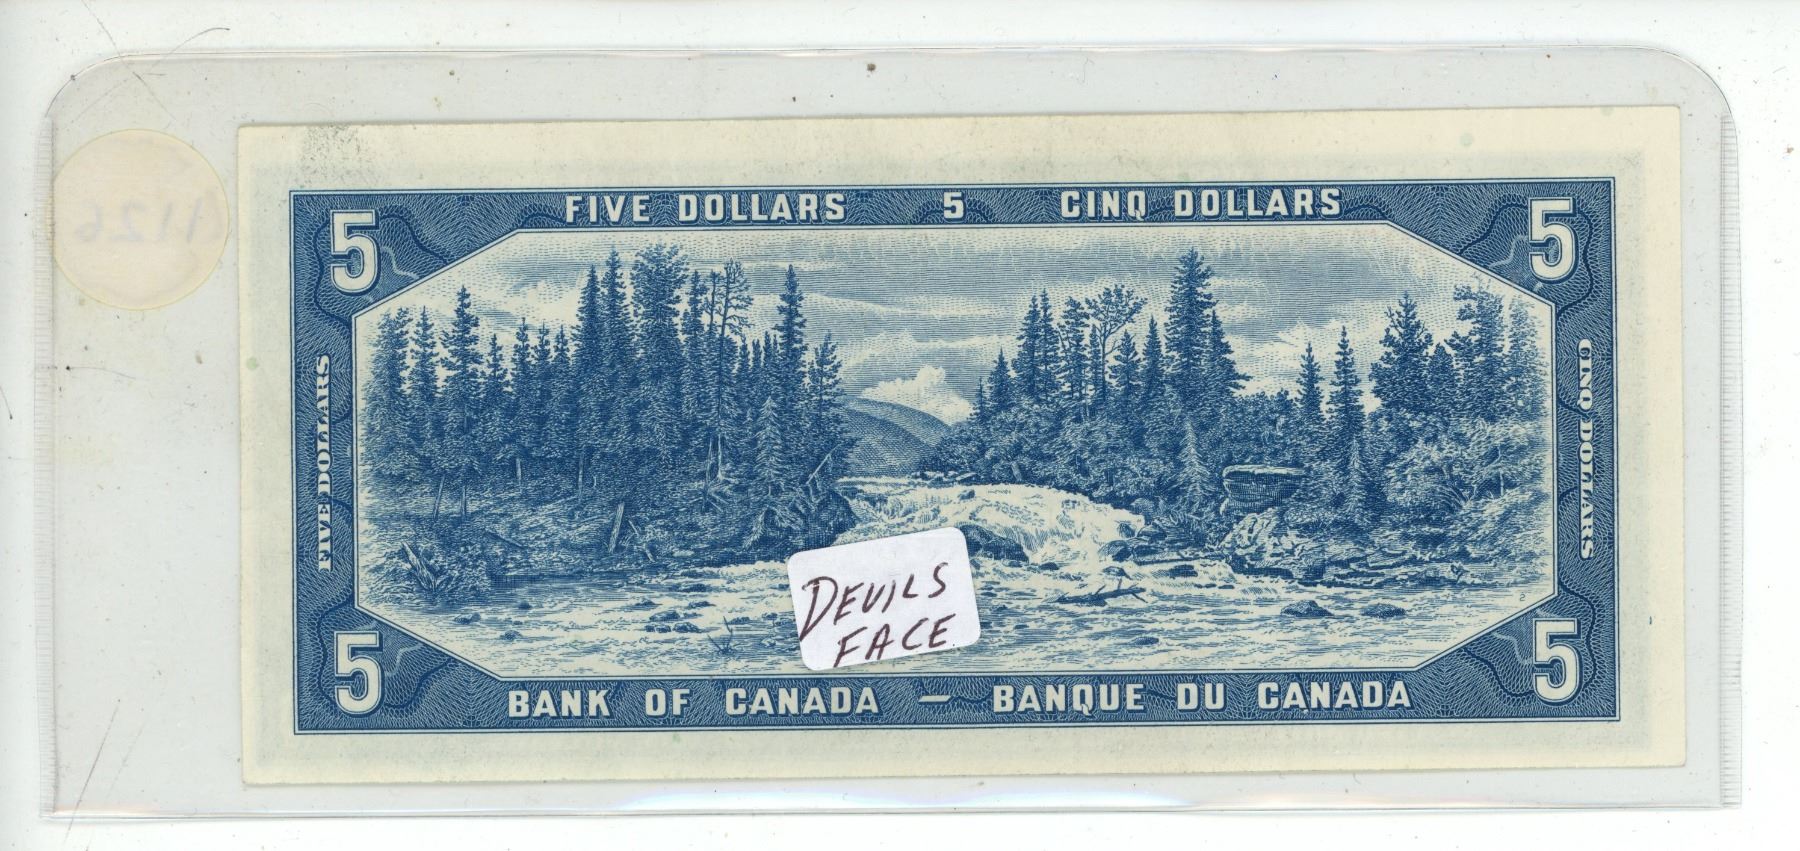 FIVE DOLLARS 5 CINQ DOLLARS
5
5
FIVE DOLLARS
CINQ DOLLARS
DEVILS
FACE
2
5
5
BANK OF CANADA — BANQUE DU CANADA